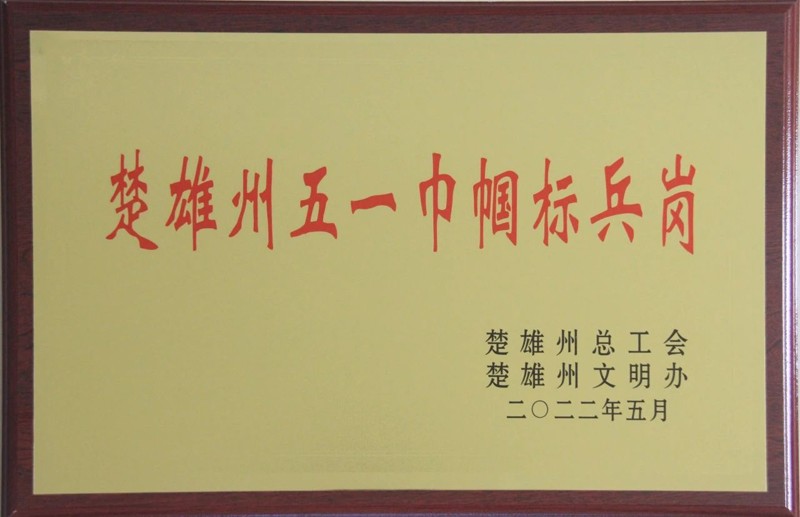 楚雄州五一巾帼标兵岗
楚雄州总工会
楚雄州文明办
二〇二二年五月